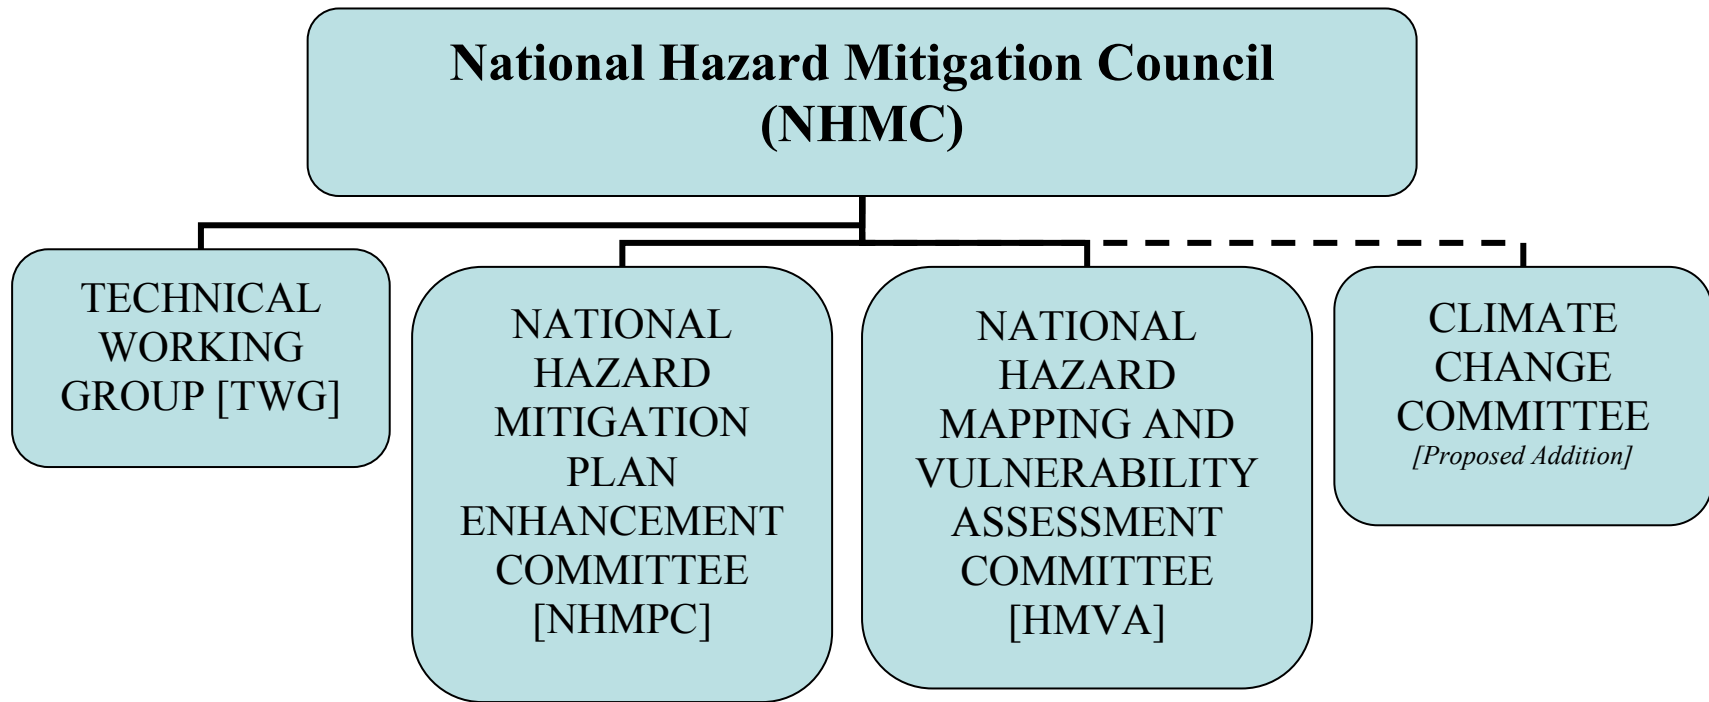 National Hazard Mitigation Council
(NHMC)
TECHNICAL
WORKING
GROUP [TWG]
NATIONAL
HAZARD
MITIGATION
PLAN
ENHANCEMENT
COMMITTEE
[NHMPC]
NATIONAL
HAZARD
MAPPING AND
VULNERABILITY
ASSESSMENT
COMMITTEE
[HMVA]
CLIMATE
CHANGE
COMMITTEE
[Proposed Addition]